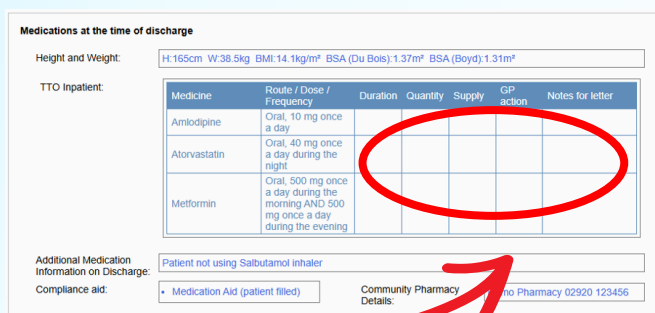 Medications at the time of discharge
Height and Weight: H:165cm W:38.5kg BMI:14.1kg/m² BSA (Du Bois):1.37m² BSA (Boyd):1.31m²
TTO Inpatient:
Medicine Route / Dose / Frequency Duration Quantity Supply GP action Notes for letter
Amlodipine Oral, 10 mg once
a day
Atorvastatin Oral, 40 mg once
a day during the
night
Metformin Oral, 500 mg once
a day during the
morning AND 500
mg once a day
during the evening
Additional Medication
Information on Discharge: Patient not using Salbutamol inhaler
Compliance aid: • Medication Aid (patient filled) Community Pharmacy
Details: Pharmacy 02920 123456